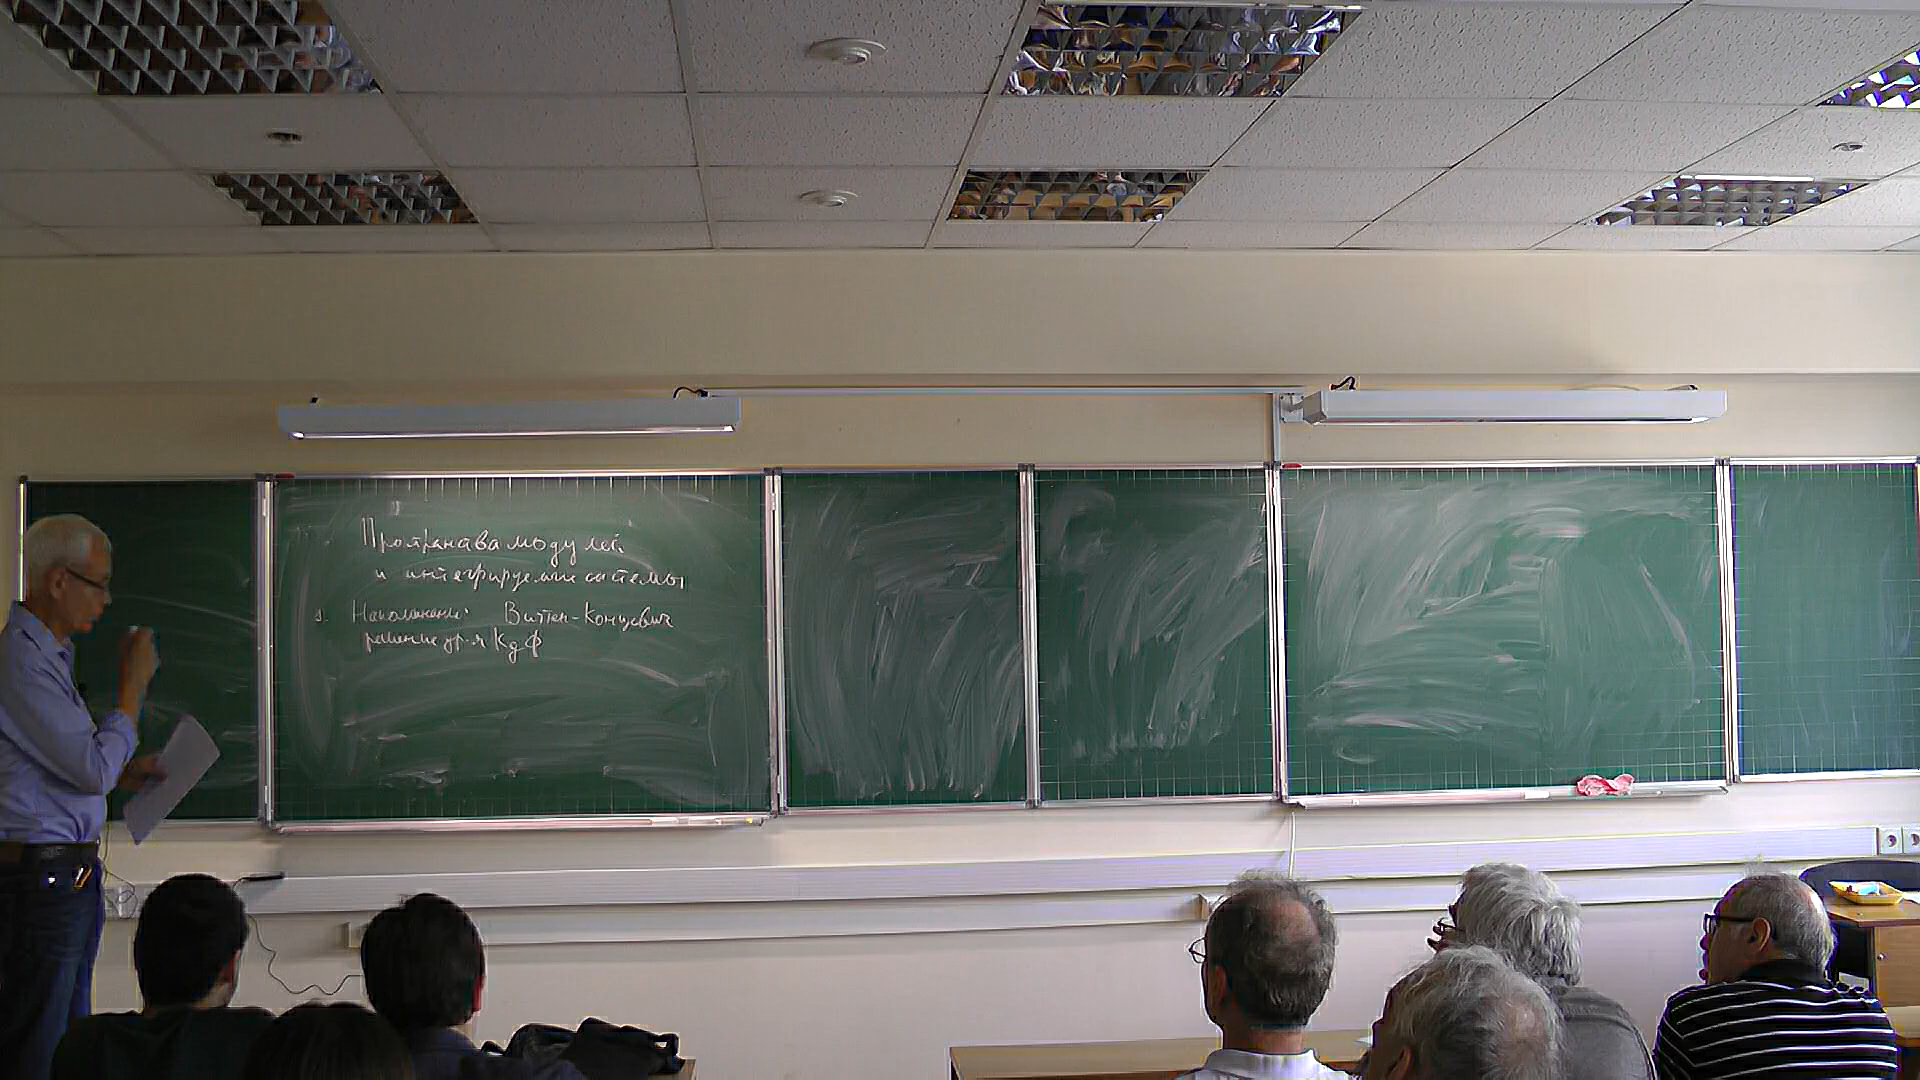 Пространства модулей
и интегрируемые системы
1. Напоминание: Виттен-Концевич
решение ур-я КдФ